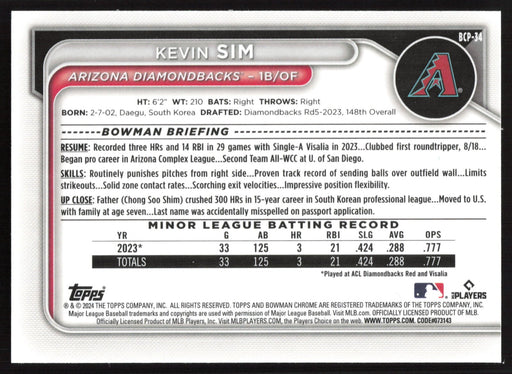 BCP-34
KEVIN SIM
ARIZONA DIAMONDBACKS – 1B/OF
A
HT: 6'2" WT: 210 BATS: Right THROWS: Right
BORN: 2-7-02, Daegu, South Korea DRAFTED: Diamondbacks Rd5-2023, 148th Overall
BOWMAN BRIEFING
RESUME: Recorded three HRs and 14 RBI in 29 games with Single-A Visalia in 2023...Clubbed first roundtripper, 8/18...
Began pro career in Arizona Complex League...Second Team All-WCC at U. of San Diego.
SKILLS: Routinely punishes pitches from right side...Proven track record of sending balls over outfield wall...Limits
strikeouts...Solid zone contact rates...Scorching exit velocities...Impressive position flexibility.
UP CLOSE: Father (Chong Soo Shim) crushed 300 HRs in 15-year career in South Korean professional league...Moved to U.S.
with family at age seven...Last name was accidentally misspelled on passport application.
MINOR LEAGUE BATTING RECORD
YR G AB HR RBI SLG AVG OPS
2023* 33 125 3 21 .424 .288 .777
TOTALS 33 125 3 21 .424 .288 .777
*Played at ACL Diamondbacks Red and Visalia
topps
MLB PLAYERS
® & © 2024 THE TOPPS COMPANY, INC. ALL RIGHTS RESERVED. TOPPS AND BOWMAN CHROME ARE REGISTERED TRADEMARKS OF THE TOPPS COMPANY, INC.
Major League Baseball trademarks and copyrights are used with permission of Major League Baseball. Visit MLB.com. OFFICIALLY LICENSED PRODUCT OF MLB.
Officially Licensed Product of MLB Players, Inc. Visit MLBPLAYERS.com, the Players Choice on the web. WWW.TOPPS.COM. CODE#073143